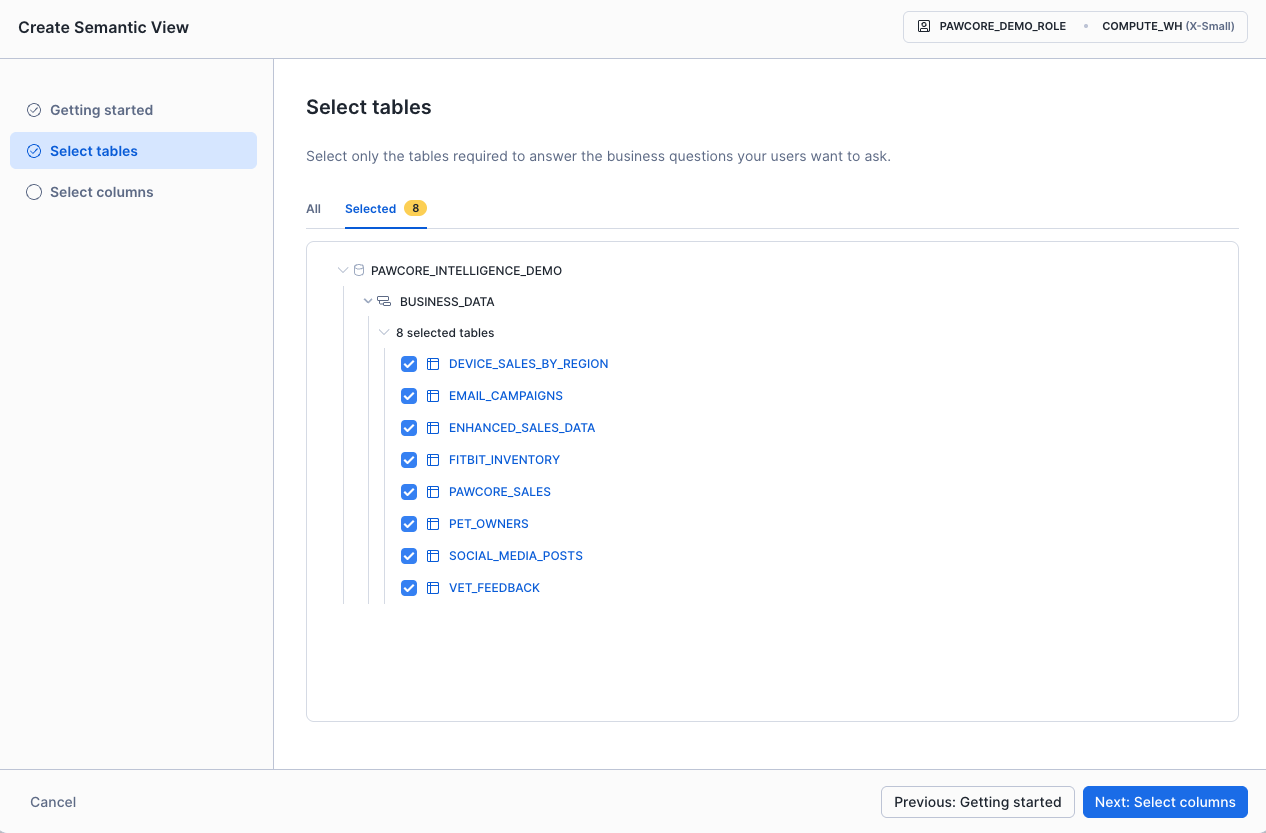 Create Semantic View
PAWCORE_DEMO_ROLE • COMPUTE_WH (X-Small)
Getting started
Select tables
Select columns
Select tables
Select only the tables required to answer the business questions your users want to ask.
All Selected 8
PAWCORE_INTELLIGENCE_DEMO
BUSINESS_DATA
8 selected tables
DEVICE_SALES_BY_REGION
EMAIL_CAMPAIGNS
ENHANCED_SALES_DATA
FITBIT_INVENTORY
PAWCORE_SALES
PET_OWNERS
SOCIAL_MEDIA_POSTS
VET_FEEDBACK
Cancel
Previous: Getting started
Next: Select columns